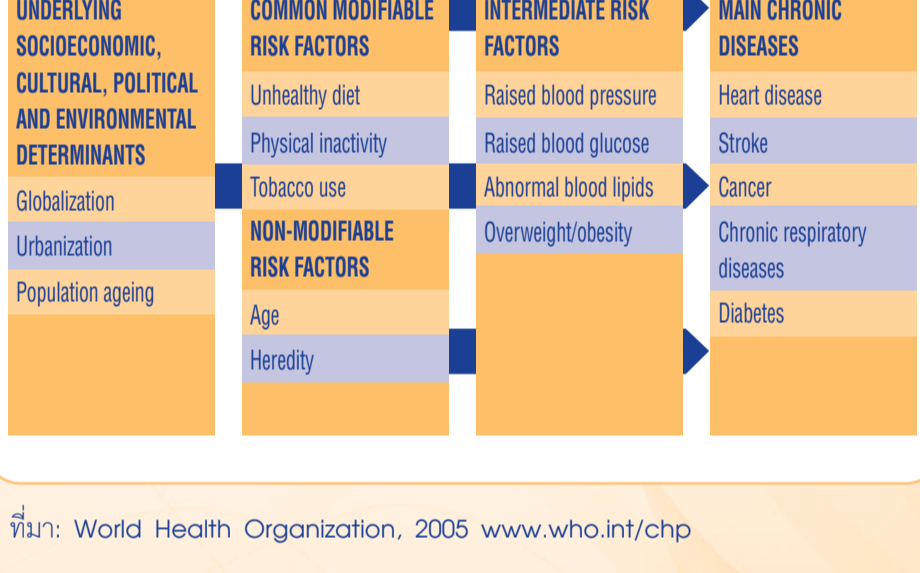 UNDERLYING
SOCIOECONOMIC,
CULTURAL, POLITICAL
AND ENVIRONMENTAL
DETERMINANTS
Globalization
Urbanization
Population ageing
COMMON MODIFIABLE
RISK FACTORS
Unhealthy diet
Physical inactivity
Tobacco use
NON-MODIFIABLE
RISK FACTORS
Age
Heredity
INTERMEDIATE RISK
FACTORS
Raised blood pressure
Raised blood glucose
Abnormal blood lipids
Overweight/obesity
MAIN CHRONIC
DISEASES
Heart disease
Stroke
Cancer
Chronic respiratory
diseases
Diabetes
ที่มา: World Health Organization, 2005 www.who.int/chp